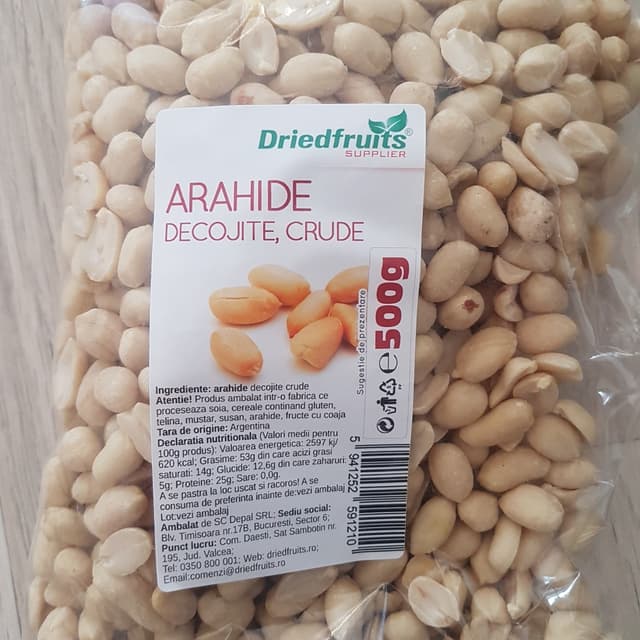 Driedfruits®
SUPPLIER
ARAHIDE
DECOJITE, CRUDE
Sugestie de prezentare
℮500g
Ingrediente: arahide decojite crude
Atentie! Produs ambalat intr-o fabrica ce
proceseaza soia, cereale continand gluten,
telina, mustar, susan, arahide, fructe cu coaja
Tara de origine: Argentina
Declaratia nutritionala (Valori medii pentru
100g produs): Valoarea energetica: 2597 kj/
620 kcal; Grasime: 53g din care acizi grasi
saturati: 14g; Glucide: 12,6g din care zaharuri:
5g; Proteine: 25g; Sare: 0,0g.
A se pastra la loc uscat si racoros! A se
consuma de preferinta inainte de:vezi ambalaj
Lot:vezi ambalaj
Ambalat de SC Depal SRL; Sediu social:
Blv. Timisoara nr.17B, Bucuresti, Sector 6;
Punct lucru: Com. Daesti, Sat Sambotin nr.
195, Jud. Valcea;
Tel: 0350 800 001; Web: driedfruits.ro;
Email:comenzi@driedfruits.ro
5 947262 591210